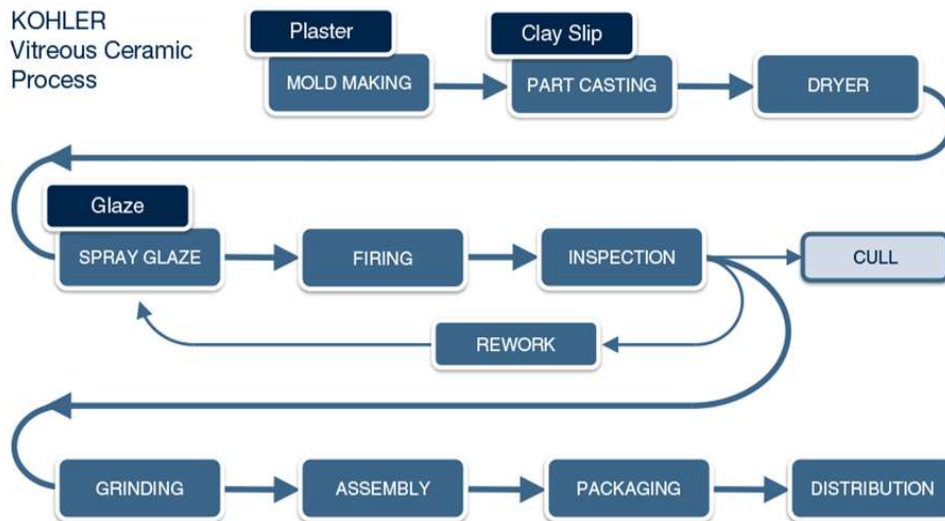 KOHLER
Vitreous Ceramic
Process
Plaster
MOLD MAKING
Clay Slip
PART CASTING
DRYER
Glaze
SPRAY GLAZE
FIRING
INSPECTION
CULL
REWORK
GRINDING
ASSEMBLY
PACKAGING
DISTRIBUTION